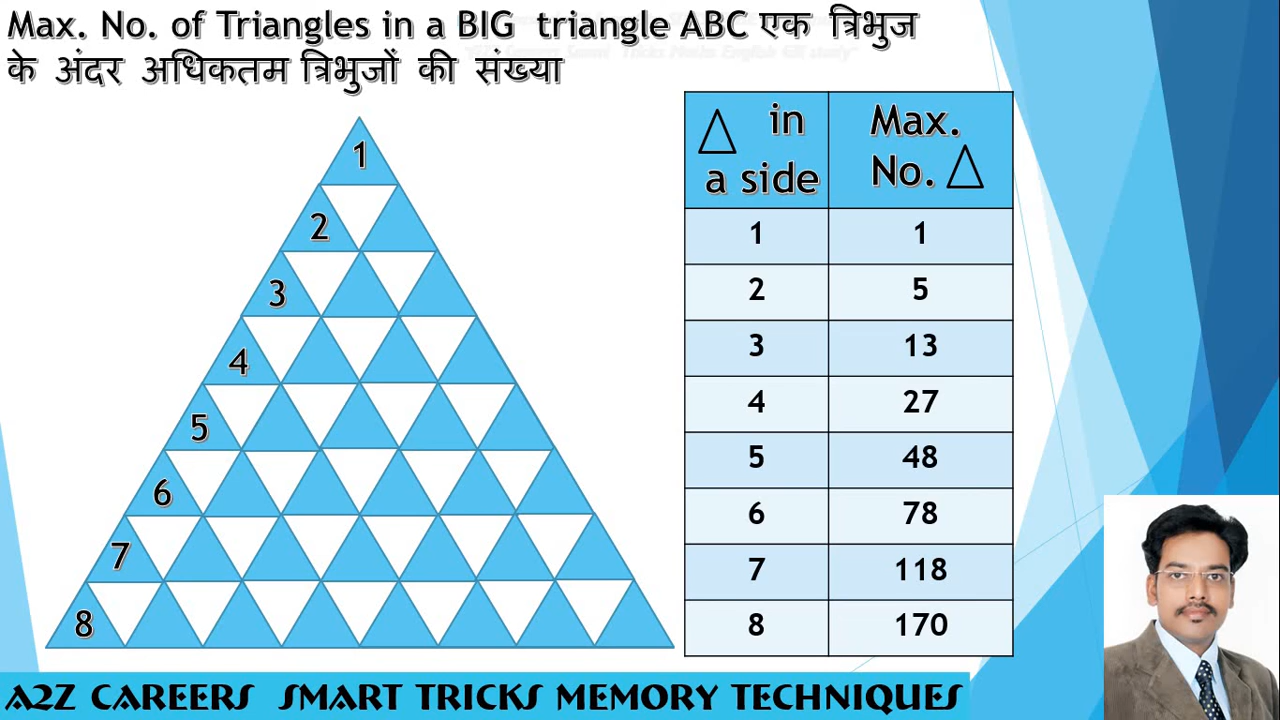 Max. No. of Triangles in a BIG triangle ABC एक त्रिभुज
के अंदर अधिकतम त्रिभुजों की संख्या
1
2
3
4
5
6
7
8
△ in a side | Max. No. △
1 | 1
2 | 5
3 | 13
4 | 27
5 | 48
6 | 78
7 | 118
8 | 170
A2Z CAREERS SMART TRICKS MEMORY TECHNIQUES